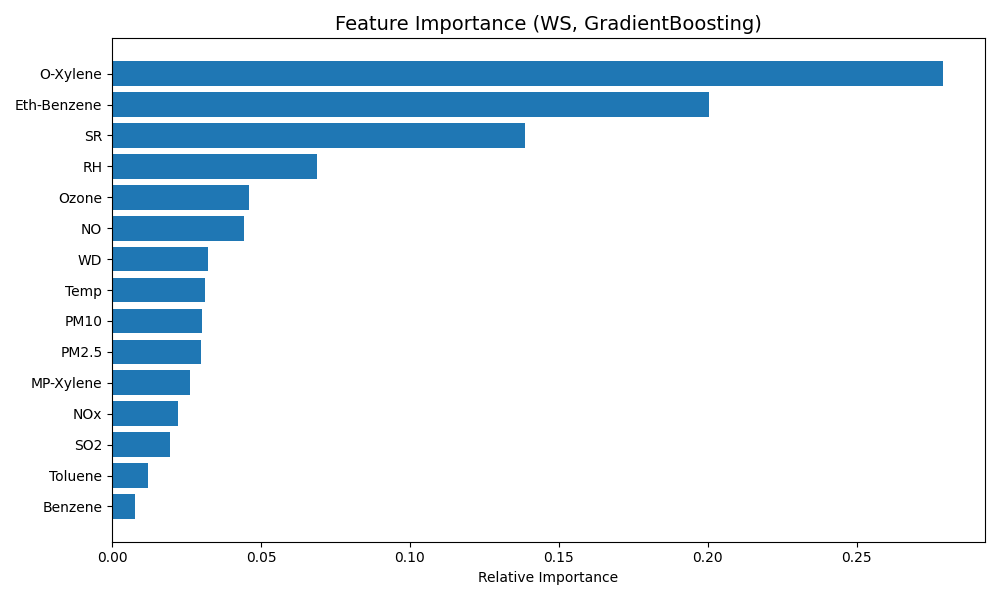 Feature Importance (WS, GradientBoosting)
O-Xylene
Eth-Benzene
SR
RH
Ozone
NO
WD
Temp
PM10
PM2.5
MP-Xylene
NOx
SO2
Toluene
Benzene
0.00 0.05 0.10 0.15 0.20 0.25
Relative Importance